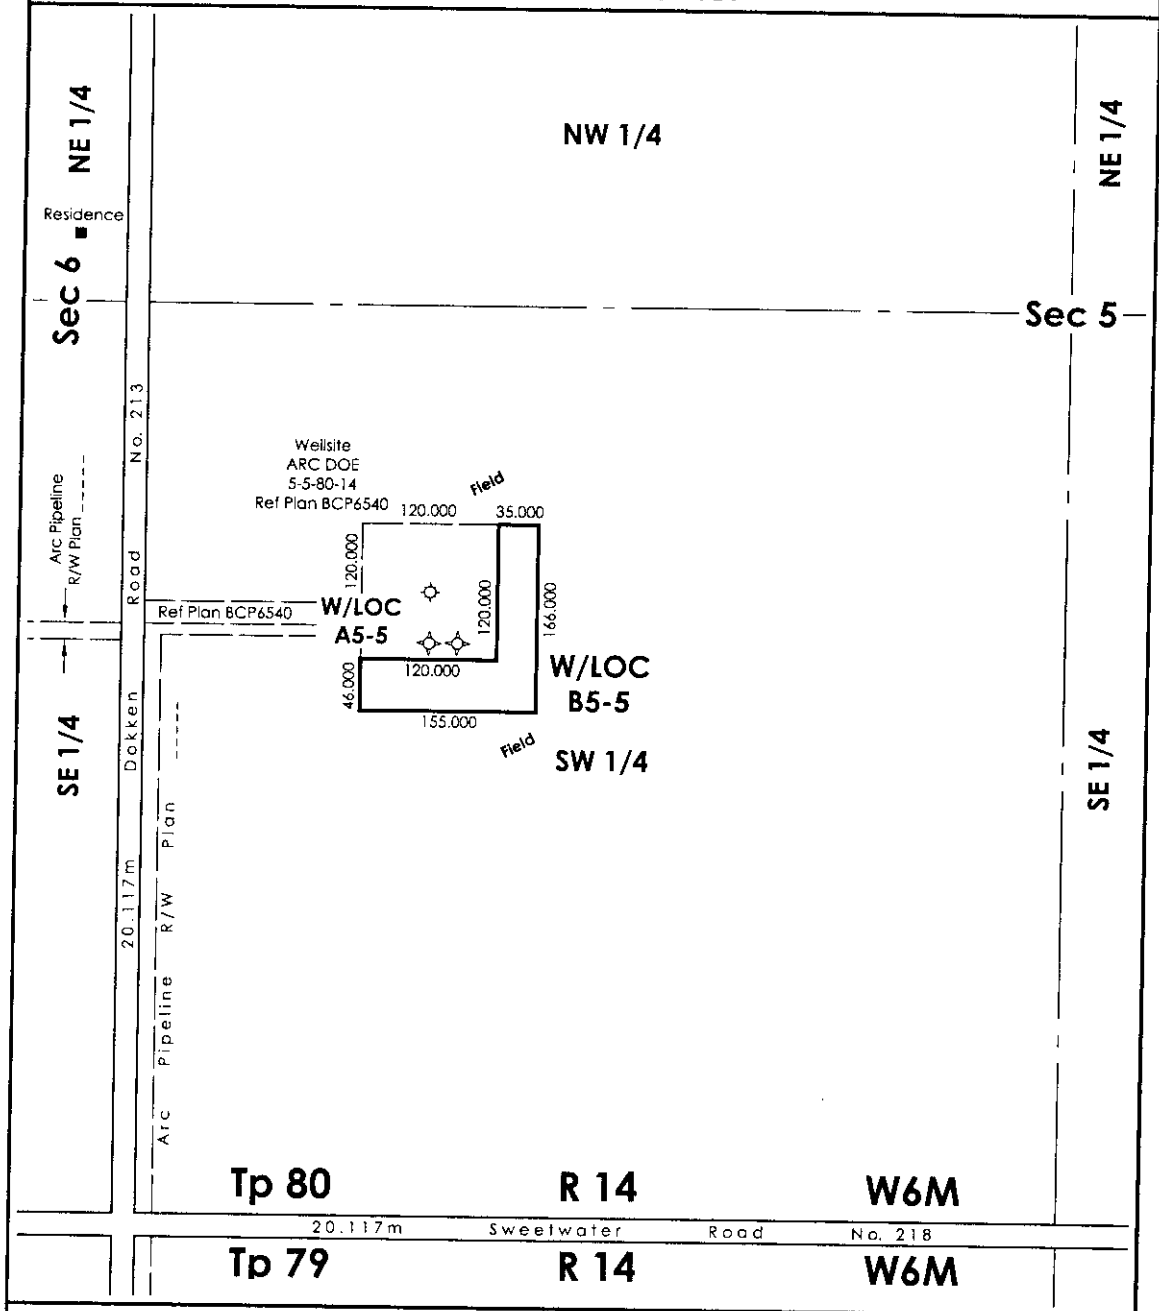 NE 1/4
NW 1/4
NE 1/4
Residence
Sec 6
Sec 5
No. 213
Wellsite
ARC DOE
5-5-80-14
Ref Plan BCP6540
Field
120.000
35.000
Arc Pipeline
R/W Plan
Road
120.000
120.000
166.000
Ref Plan BCP6540
W/LOC
A5-5
120.000
W/LOC
B5-5
46.000
155.000
Field
SW 1/4
SE 1/4
Dokken
SE 1/4
20.117m
Arc Pipeline R/W Plan
Tp 80 R 14 W6M
20.117m Sweetwater Road No. 218
Tp 79 R 14 W6M